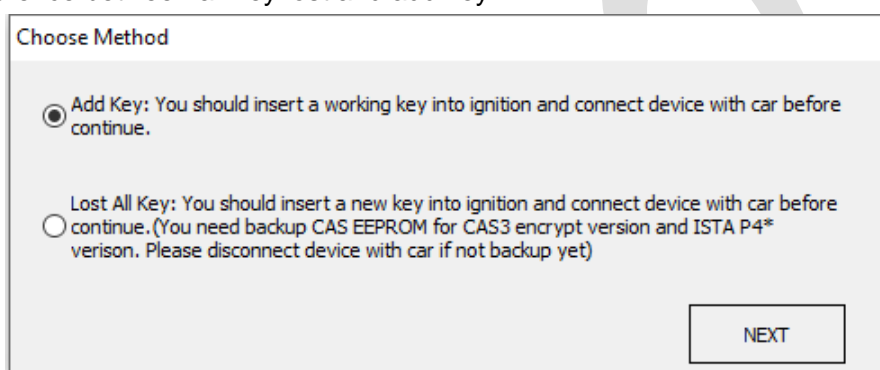 Choose Method
Add Key: You should insert a working key into ignition and connect device with car before
continue.
Lost All Key: You should insert a new key into ignition and connect device with car before
continue.(You need backup CAS EEPROM for CAS3 encrypt version and ISTA P4*
verison. Please disconnect device with car if not backup yet)
NEXT